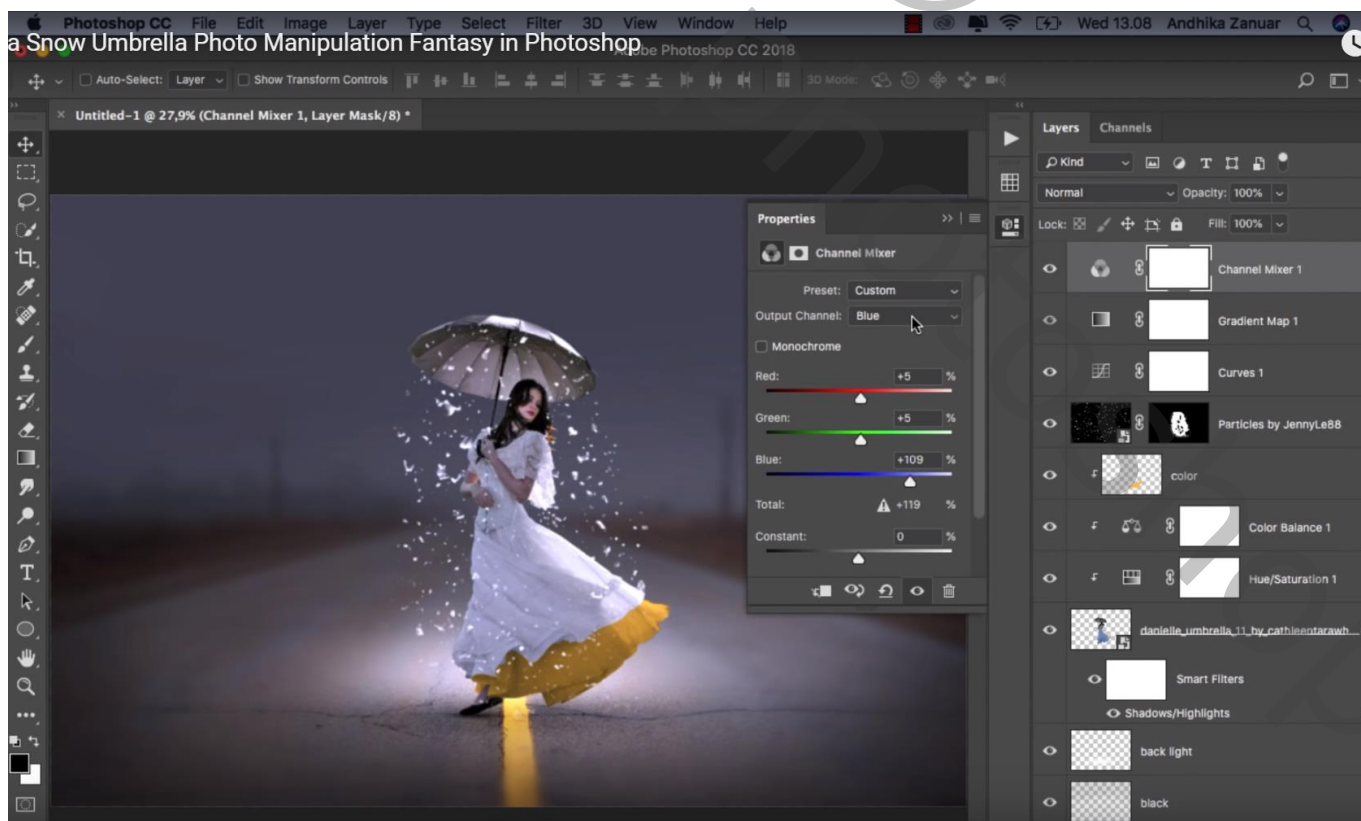 Photoshop CC File Edit Image Layer Type Select Filter 3D View Window Help Wed 13.08 Andhika Zanuar
a Snow Umbrella Photo Manipulation Fantasy in Photoshop
Adobe Photoshop CC 2018
Auto-Select: Layer Show Transform Controls 3D Mode:
× Untitled-1 @ 27,9% (Channel Mixer 1, Layer Mask/8) *
Layers Channels
Kind
Normal Opacity: 100%
Lock: Fill: 100%
Properties
Channel Mixer
Preset: Custom
Output Channel: Blue
Monochrome
Red: +5 %
Green: +5 %
Blue: +109 %
Total: +119 %
Constant: 0 %
Channel Mixer 1
Gradient Map 1
Curves 1
Particles by JennyLe88
color
Color Balance 1
Hue/Saturation 1
danielle_umbrella_11_by_cathleentarawh...
Smart Filters
Shadows/Highlights
back light
black